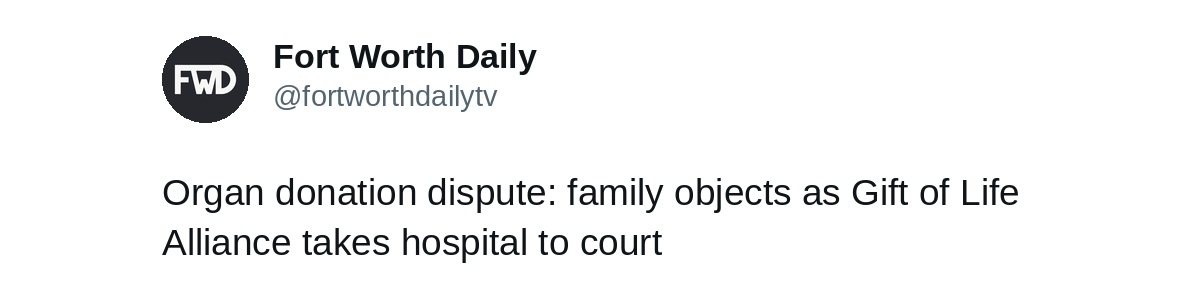 FWD
Fort Worth Daily
@fortworthdailytv
Organ donation dispute: family objects as Gift of Life
Alliance takes hospital to court